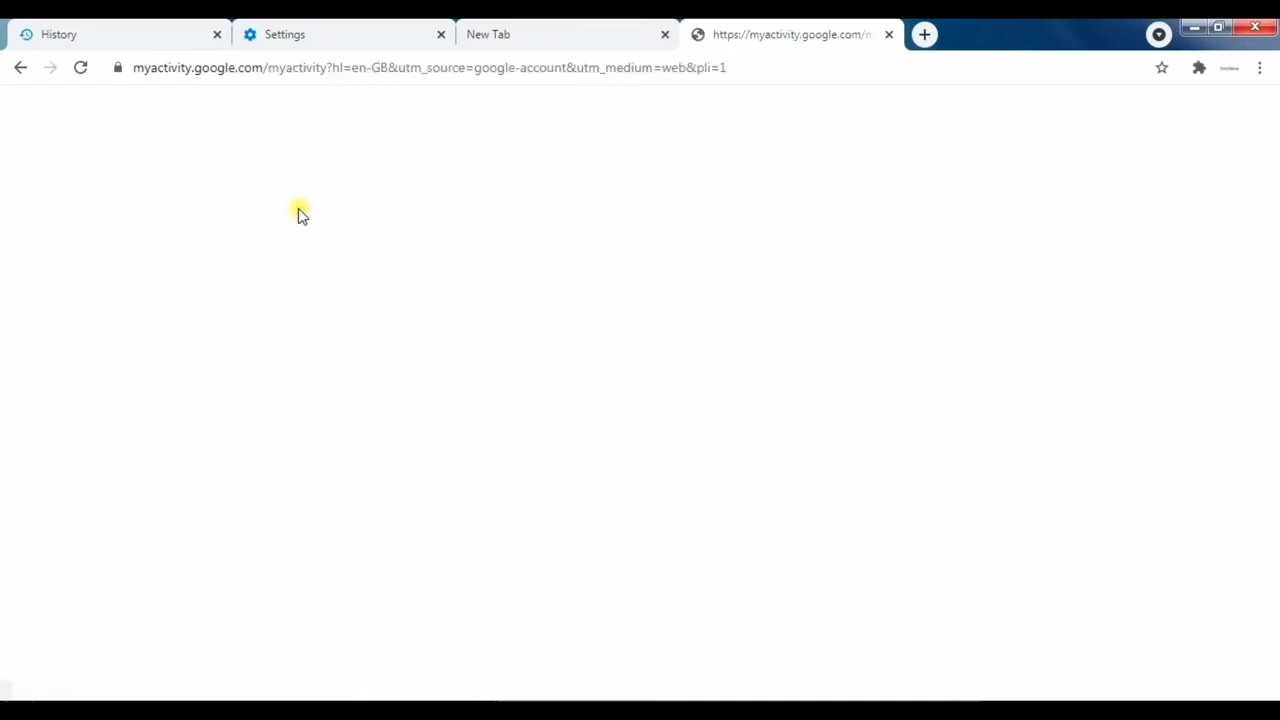 History
Settings
New Tab
https://myactivity.google.com/
myactivity.google.com/myactivity?hl=en-GB&utm_source=google-account&utm_medium=web&pli=1